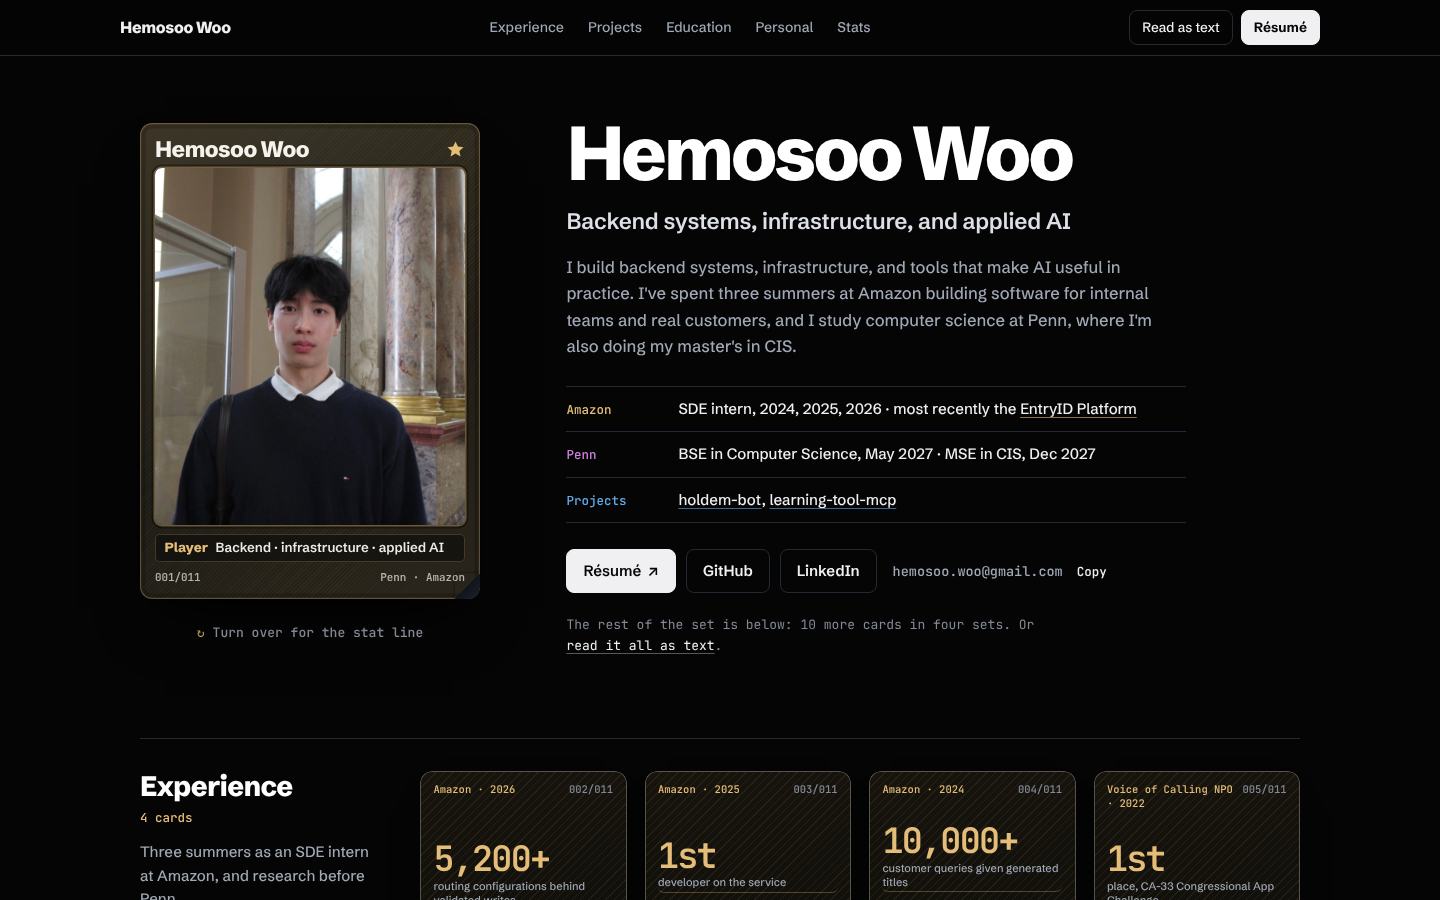 Hemosoo Woo
Experience
Projects
Education
Personal
Stats
Read as text
Résumé
Hemosoo Woo
Player Backend · infrastructure · applied AI
001/011
Penn · Amazon
↻ Turn over for the stat line
Hemosoo Woo
Backend systems, infrastructure, and applied AI
I build backend systems, infrastructure, and tools that make AI useful in
practice. I've spent three summers at Amazon building software for internal
teams and real customers, and I study computer science at Penn, where I'm
also doing my master's in CIS.
Amazon SDE intern, 2024, 2025, 2026 · most recently the EntryID Platform
Penn BSE in Computer Science, May 2027 · MSE in CIS, Dec 2027
Projects holdem-bot, learning-tool-mcp
Résumé ↗
GitHub
LinkedIn
hemosoo.woo@gmail.com
Copy
The rest of the set is below: 10 more cards in four sets. Or
read it all as text.
Experience
4 cards
Three summers as an SDE intern
at Amazon, and research before
Penn
Amazon · 2026
002/011
5,200+
routing configurations behind
validated writes
Amazon · 2025
003/011
1st
developer on the service
Amazon · 2024
004/011
10,000+
customer queries given generated
titles
Voice of Calling NPO
· 2022
005/011
1st
place, CA-33 Congressional App
Challenge